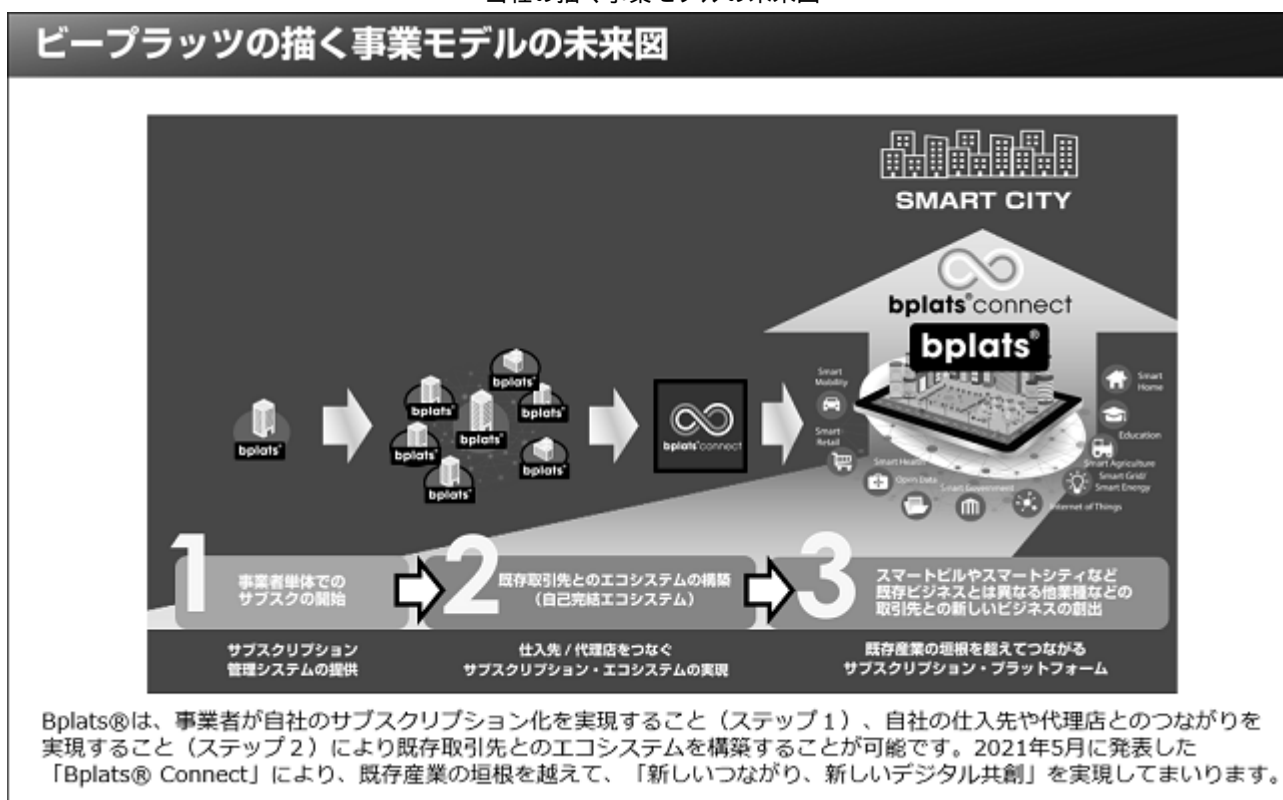 ビープラッツの描く事業モデルの未来図
SMART CITY
bplats® connect
bplats®
Smart Mobility
Smart Home
Smart Retail
Education
Smart Health
Open Data
Smart Government
Smart Agriculture
Smart Grid/
Smart Energy
Internet of Things
bplats®
bplats®
bplats®
bplats®
bplats®
bplats®
bplats®
bplats®
bplats® connect
1
事業者単体での
サブスクの開始
2
既存取引先とのエコシステムの構築
（自己完結エコシステム）
3
スマートビルやスマートシティなど
既存ビジネスとは異なる他業種などの
取引先との新しいビジネスの創出
サブスクリプション
管理システムの提供
仕入先 / 代理店をつなぐ
サブスクリプション・エコシステムの実現
既存産業の垣根を超えてつながる
サブスクリプション・プラットフォーム
Bplats®は、事業者が自社のサブスクリプション化を実現すること（ステップ１）、自社の仕入先や代理店とのつながりを
実現すること（ステップ２）により既存取引先とのエコシステムを構築することが可能です。2021年5月に発表した
「Bplats® Connect」により、既存産業の垣根を越えて、「新しいつながり、新しいデジタル共創」を実現してまいります。